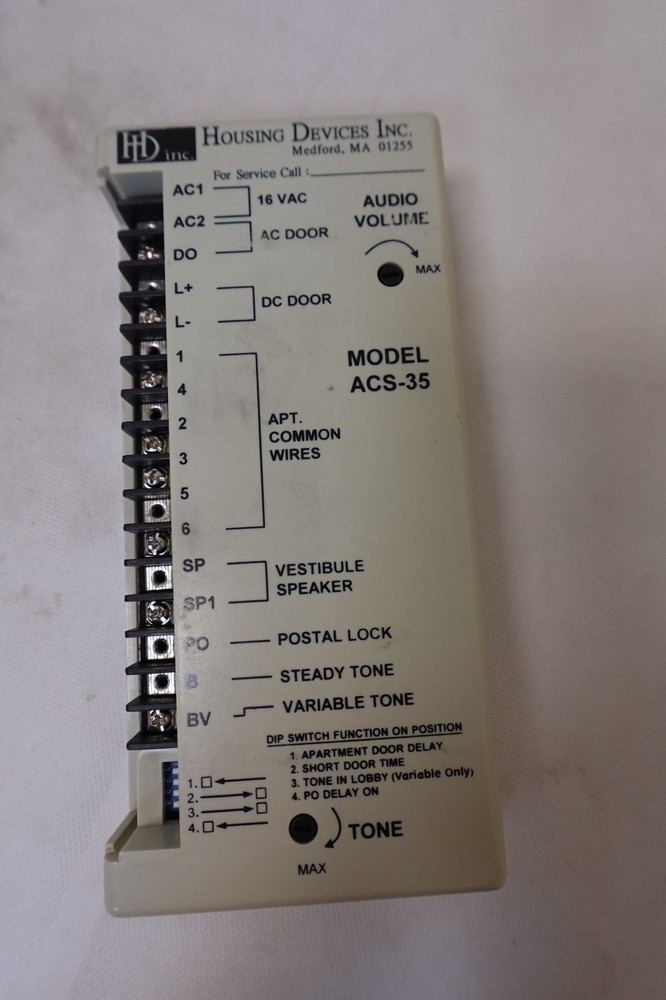 HD inc. HOUSING DEVICES INC.
Medford, MA 01255
For Service Call :
AC1
16 VAC
AUDIO
VOLUME
AC2
AC DOOR
DO
MAX
L+
DC DOOR
L-
1
MODEL
ACS-35
4
2
APT.
COMMON
WIRES
3
5
6
SP
VESTIBULE
SPEAKER
SP1
PO
POSTAL LOCK
B
STEADY TONE
BV
VARIABLE TONE
DIP SWITCH FUNCTION ON POSITION
1. APARTMENT DOOR DELAY
2. SHORT DOOR TIME
3. TONE IN LOBBY (Variable Only)
4. PO DELAY ON
1.
2.
3.
4.
TONE
MAX